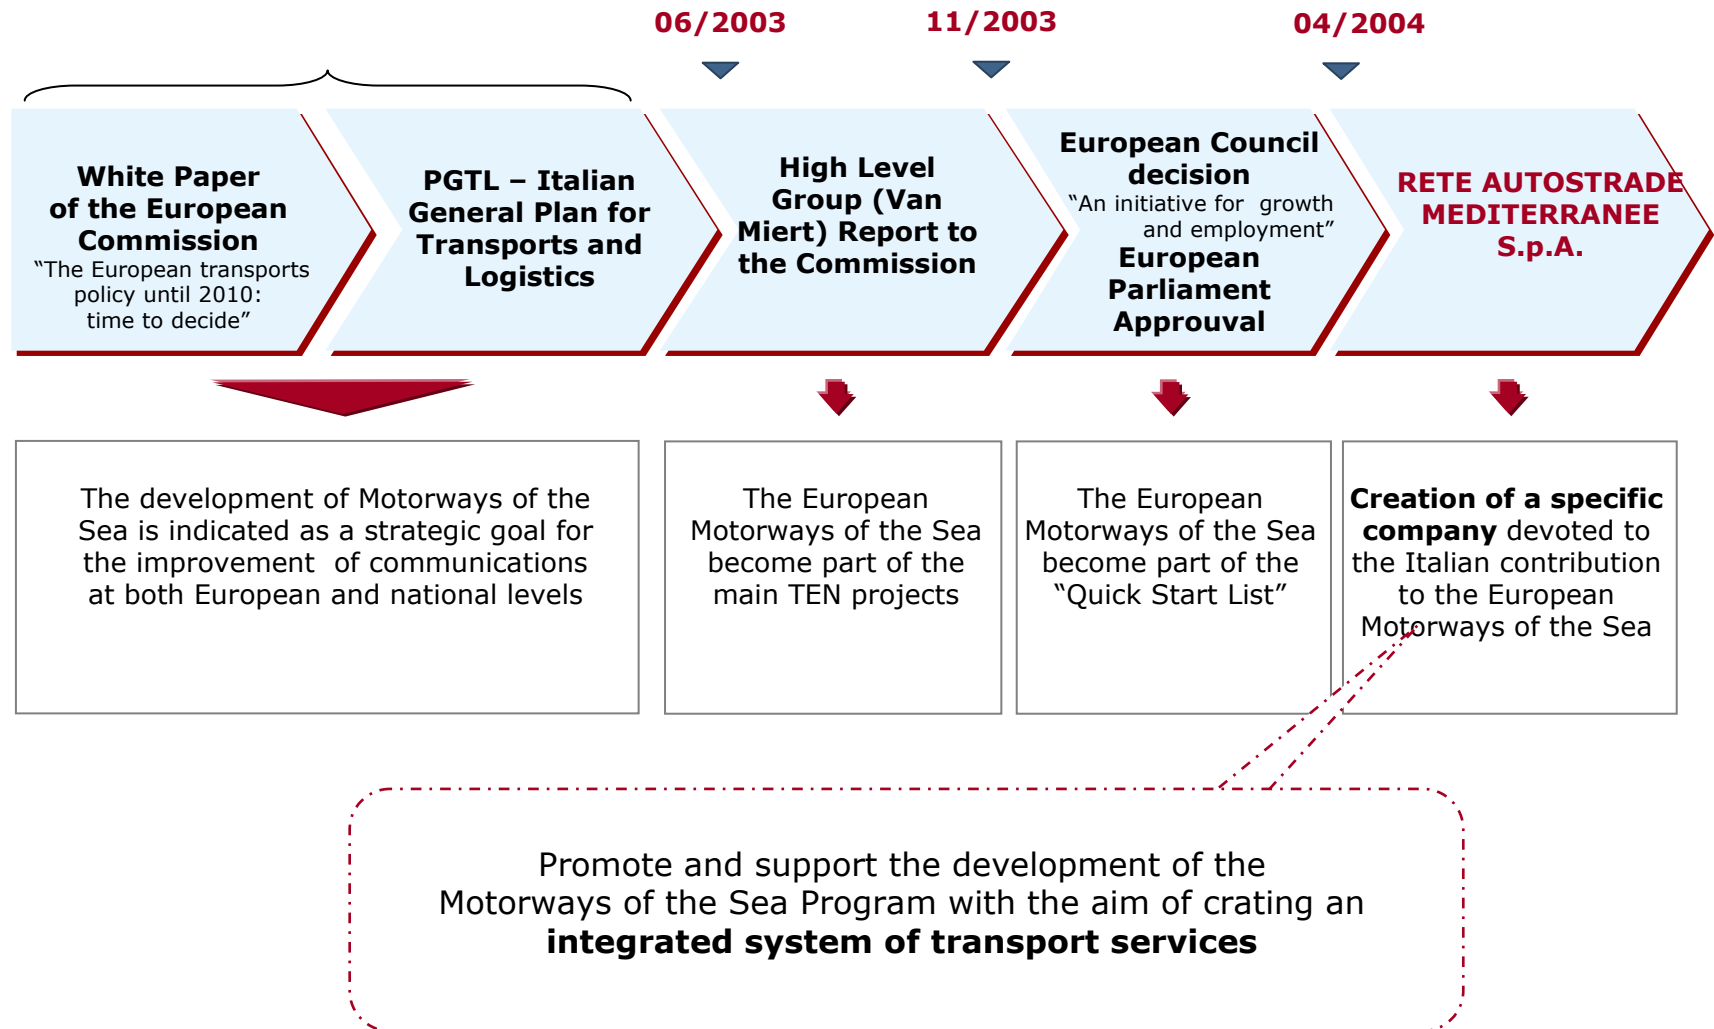 06/2003
11/2003
04/2004
White Paper
of the European
Commission
“The European transports
policy until 2010:
time to decide”
PGTL – Italian
General Plan for
Transports and
Logistics
High Level
Group (Van
Miert) Report to
the Commission
European Council
decision
“An initiative for growth
and employment”
European
Parliament
Approuval
RETE AUTOSTRADE
MEDITERRANEE
S.p.A.
The development of Motorways of the
Sea is indicated as a strategic goal for
the improvement of communications
at both European and national levels
The European
Motorways of the Sea
become part of the
main TEN projects
The European
Motorways of the Sea
become part of the
“Quick Start List”
Creation of a specific
company devoted to
the Italian contribution
to the European
Motorways of the Sea
Promote and support the development of the
Motorways of the Sea Program with the aim of crating an
integrated system of transport services